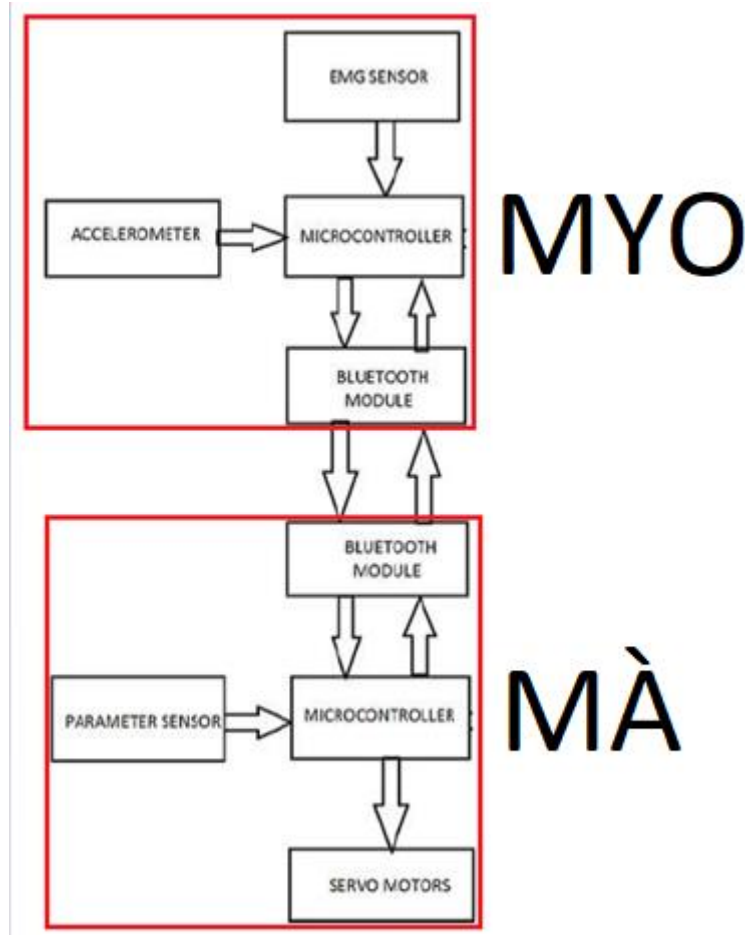 EMG SENSOR
ACCELEROMETER
MICROCONTROLLER
MYO
BLUETOOTH
MODULE
BLUETOOTH
MODULE
PARAMETER SENSOR
MICROCONTROLLER
MÀ
SERVO MOTORS